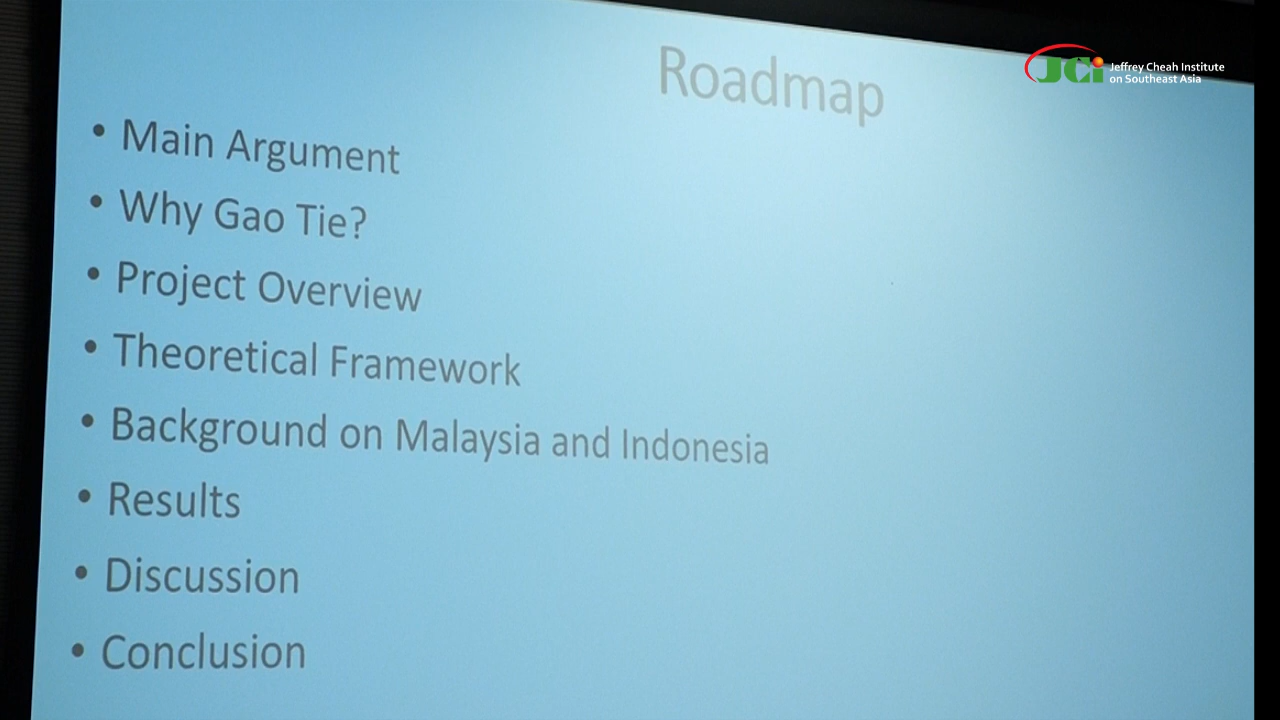 Roadmap
JCi Jeffrey Cheah Institute
on Southeast Asia
• Main Argument
• Why Gao Tie?
• Project Overview
• Theoretical Framework
• Background on Malaysia and Indonesia
• Results
• Discussion
• Conclusion